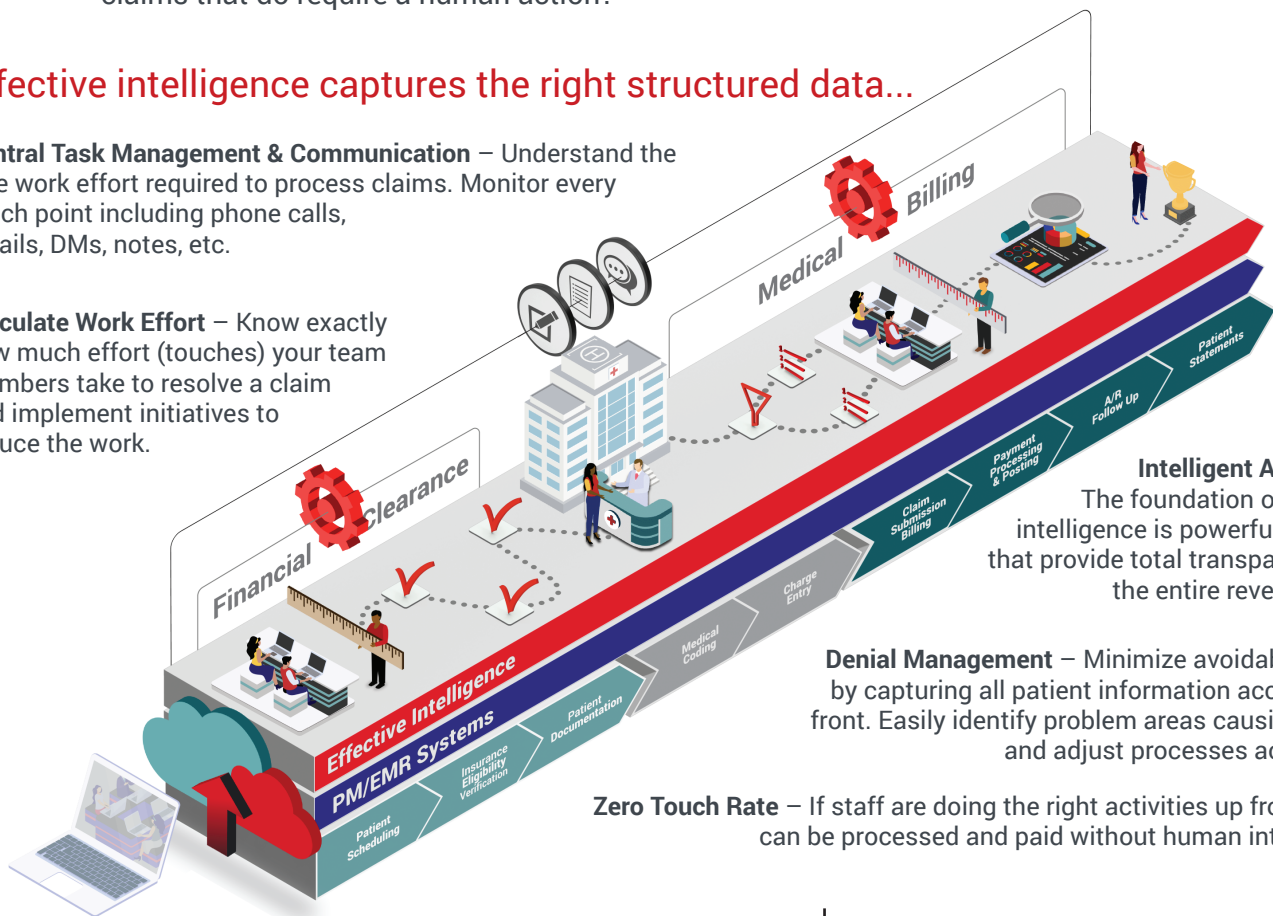 claims that do require a human action?
fective intelligence captures the right structured data...
ntral Task Management & Communication – Understand the
e work effort required to process claims. Monitor every
ch point including phone calls,
ails, DMs, notes, etc.
culate Work Effort – Know exactly
w much effort (touches) your team
mbers take to resolve a claim
d implement initiatives to
uce the work.
Financial Clearance
Medical Billing
H
Effective Intelligence
PM/EMR Systems
Patient
Scheduling
Insurance
Eligibility
Verification
Patient
Documentation
Medical
Coding
Charge
Entry
Claim
Submission
Billing
Payment
Processing
& Posting
A/R
Follow Up
Patient
Statements
Intelligent A
The foundation o
intelligence is powerfu
that provide total transpa
the entire reve
Denial Management – Minimize avoidab
by capturing all patient information acc
front. Easily identify problem areas causi
and adjust processes ac
Zero Touch Rate – If staff are doing the right activities up fro
can be processed and paid without human int